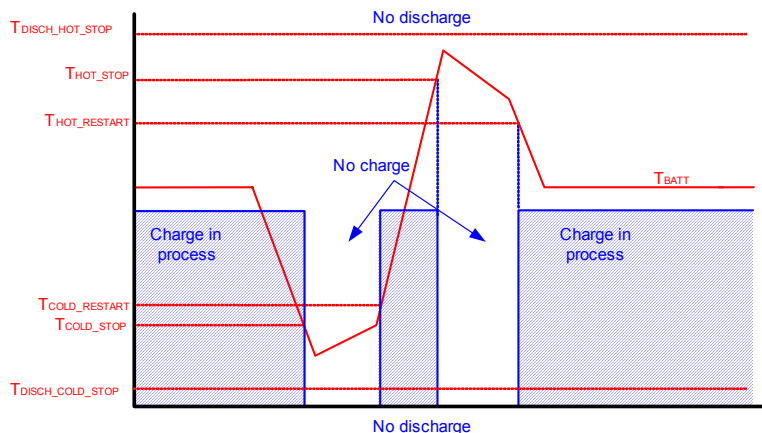 No discharge
TDISCH_HOT_STOP
THOT_STOP
THOT_RESTART
No charge
TBATT
Charge in
process
Charge in
process
TCOLD_RESTART
TCOLD_STOP
TDISCH_COLD_STOP
No discharge